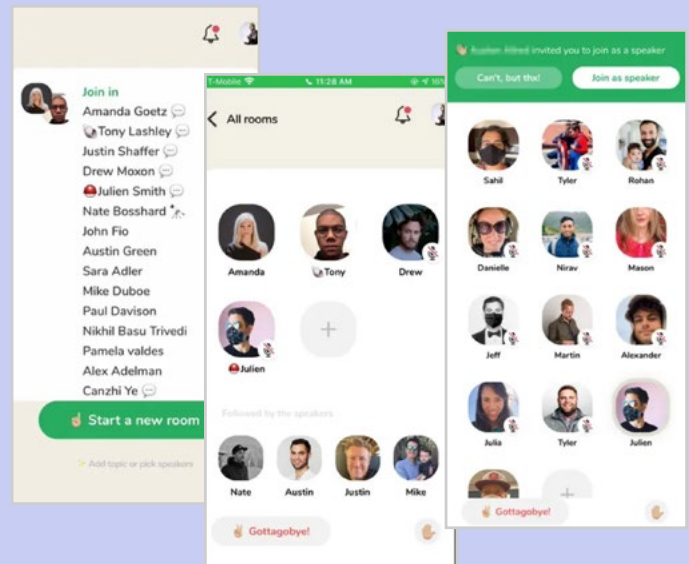 Join in
Amanda Goetz 💬
Tony Lashley 💬
Justin Shaffer 💬
Drew Moxon 💬
Julien Smith 💬
Nate Bosshard
John Fio
Austin Green
Sara Adler
Mike Duboe
Paul Davison
Nikhil Basu Trivedi
Pamela valdes
Alex Adelman
Canzhi Ye 💬
Start a new room
Add topic or pick speakers
T-Mobile 11:28 AM
All rooms
Amanda Tony Drew
Julien
+
Followed by the speakers
Nate Austin Justin Mike
Gottagobye!
invited you to join as a speaker
Can't, but thx! Join as speaker
Sahil Tyler Rohan
Danielle Nirav Mason
Jeff Martin Alexander
Julia Tyler Julien
+
Gottagobye!